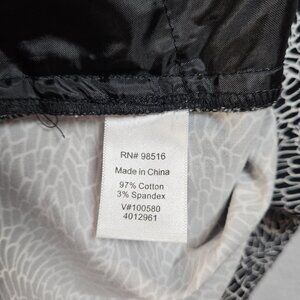 RN# 98516
Made in China
97% Cotton
3% Spandex
V#100580
4012961